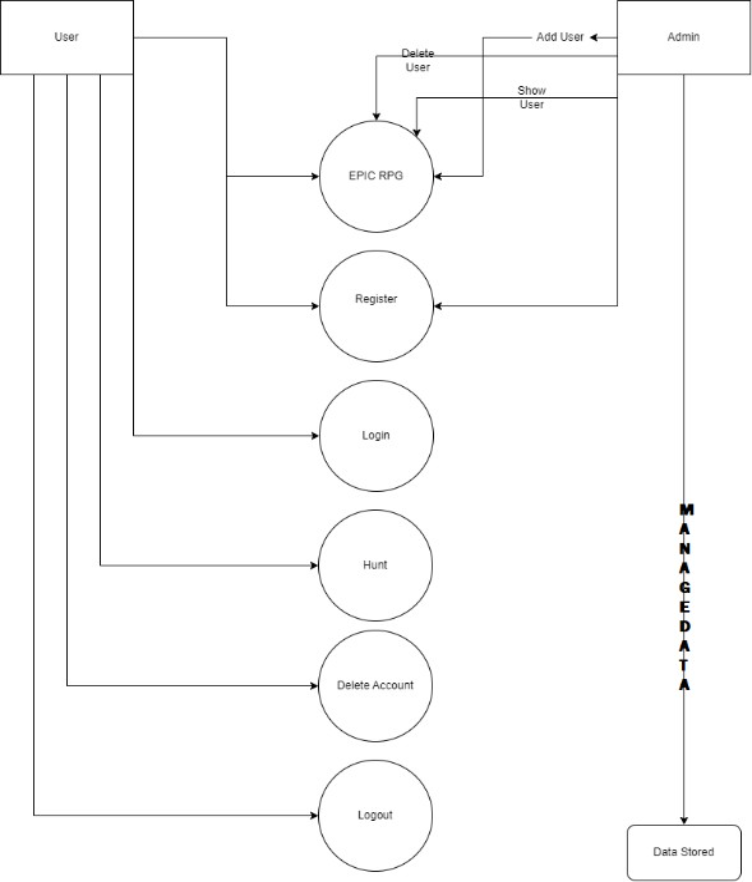 User
Add User
Admin
Delete
User
Show
User
EPIC RPG
Register
Login
Hunt
M
A
N
A
G
E
D
A
T
A
Delete Account
Logout
Data Stored